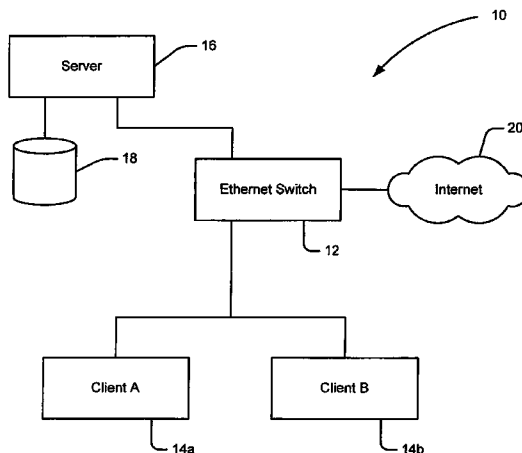 10
Server
16
18
20
Ethernet Switch
Internet
12
Client A
Client B
14a
14b